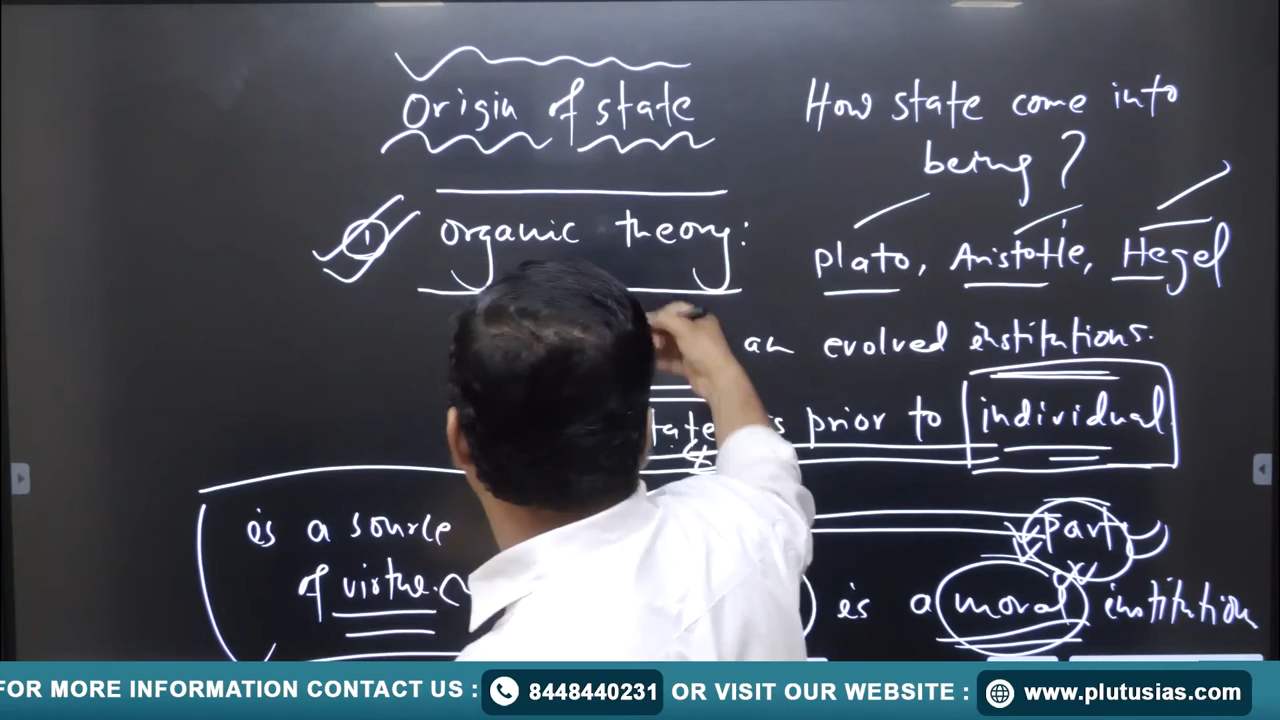 Origin of state
How state come into
being?
① organic theory:
Plato, Aristotle, Hegel
an evolved institutions.
state is prior to individual
is a source
of virtue.
part
is a moral institution
FOR MORE INFORMATION CONTACT US : 8448440231 OR VISIT OUR WEBSITE : www.plutusias.com